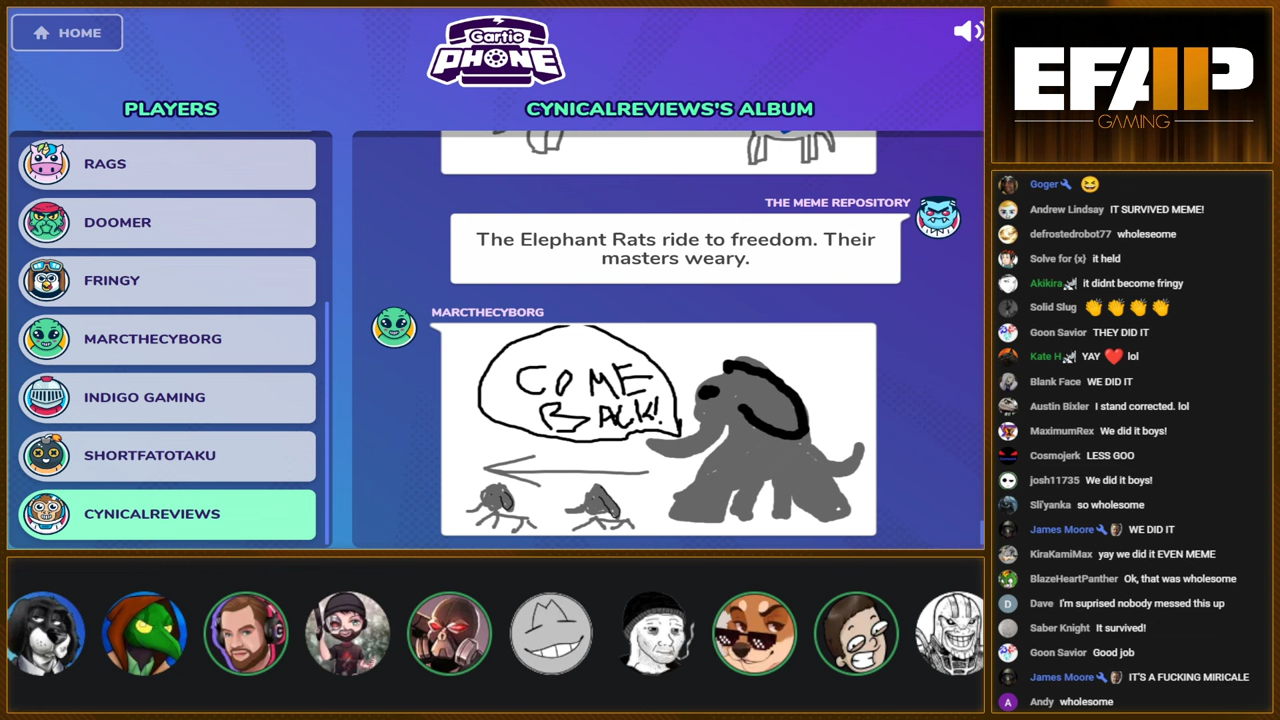 HOME
Gartic
PHONE
PLAYERS
CYNICALREVIEWS'S ALBUM
RAGS
DOOMER
FRINGY
MARCTHECYBORG
INDIGO GAMING
SHORTFATOTAKU
CYNICALREVIEWS
THE MEME REPOSITORY
The Elephant Rats ride to freedom. Their
masters weary.
MARCTHECYBORG
COME
BACK!
EFAP
GAMING
Goger
Andrew Lindsay IT SURVIVED MEME!
defrostedrobot77 wholeseome
Solve for {x} it held
Akikira it didnt become fringy
Solid Slug
Goon Savior THEY DID IT
Kate H YAY lol
Blank Face WE DID IT
Austin Bixler I stand corrected. lol
MaximumRex We did it boys!
Cosmojerk LESS GOO
josh11735 We did it boys!
Sli'yanka so wholesome
James Moore WE DID IT
KiraKamiMax yay we did it EVEN MEME
BlazeHeartPanther Ok, that was wholesome
D Dave I'm suprised nobody messed this up
Saber Knight It survived!
Goon Savior Good job
James Moore IT'S A FUCKING MIRICALE
A Andy wholesome